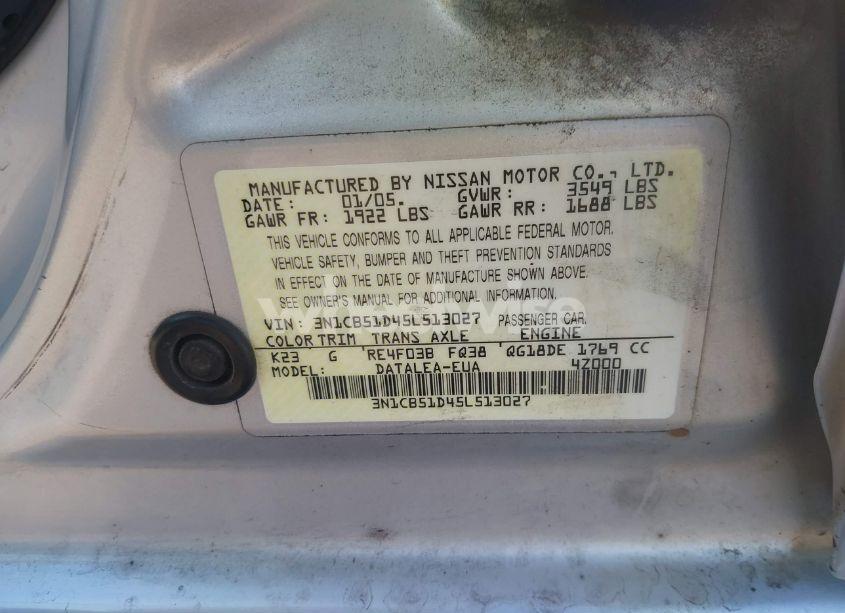 MANUFACTURED BY NISSAN MOTOR CO., LTD.
DATE: 01/05. GVWR: 3549 LBS
GAWR FR: 1922 LBS GAWR RR: 1688 LBS
THIS VEHICLE CONFORMS TO ALL APPLICABLE FEDERAL MOTOR.
VEHICLE SAFETY, BUMPER AND THEFT PREVENTION STANDARDS
IN EFFECT ON THE DATE OF MANUFACTURE SHOWN ABOVE.
SEE OWNER'S MANUAL FOR ADDITIONAL INFORMATION.
VIN: 3N1CB51D45L513027 PASSENGER CAR.
COLOR TRIM TRANS AXLE ENGINE
K23 G RE4F03B FQ38 QG18DE 1769 CC
MODEL: DATALEA-EUA 4Z000
3N1CB51D45L513027